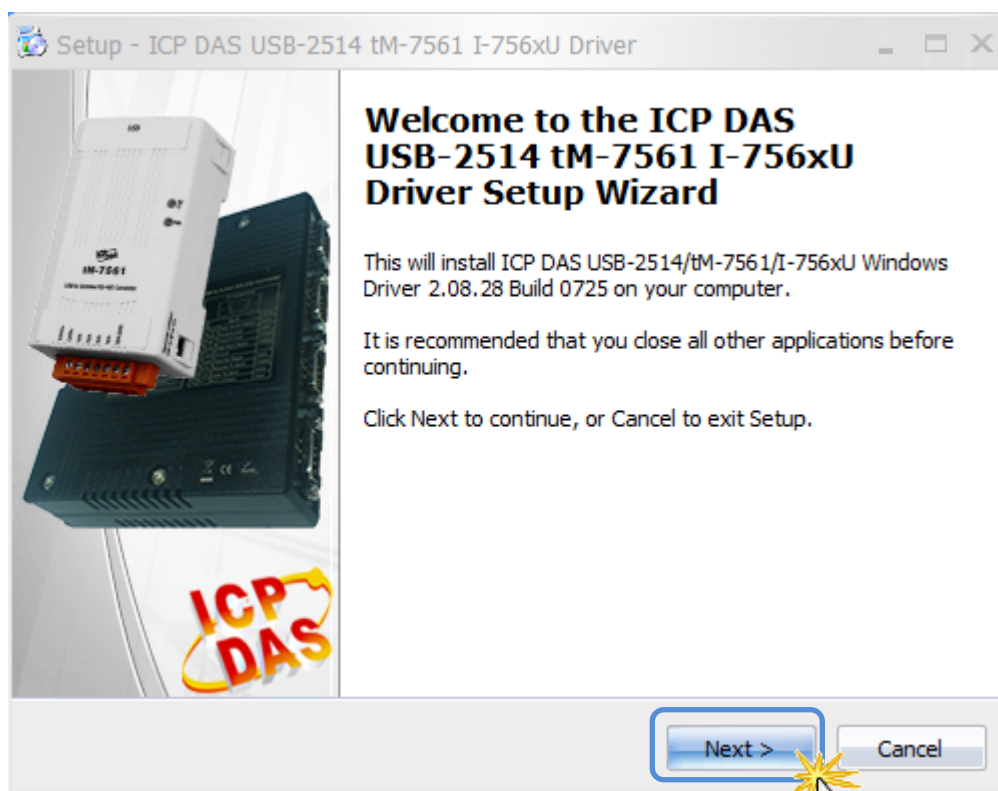 Setup - ICP DAS USB-2514 tM-7561 I-756xU Driver
USB
tM-7561
Welcome to the ICP DAS
USB-2514 tM-7561 I-756xU
Driver Setup Wizard
This will install ICP DAS USB-2514/tM-7561/I-756xU Windows
Driver 2.08.28 Build 0725 on your computer.
It is recommended that you close all other applications before
continuing.
Click Next to continue, or Cancel to exit Setup.
ICP
DAS
Next >
Cancel